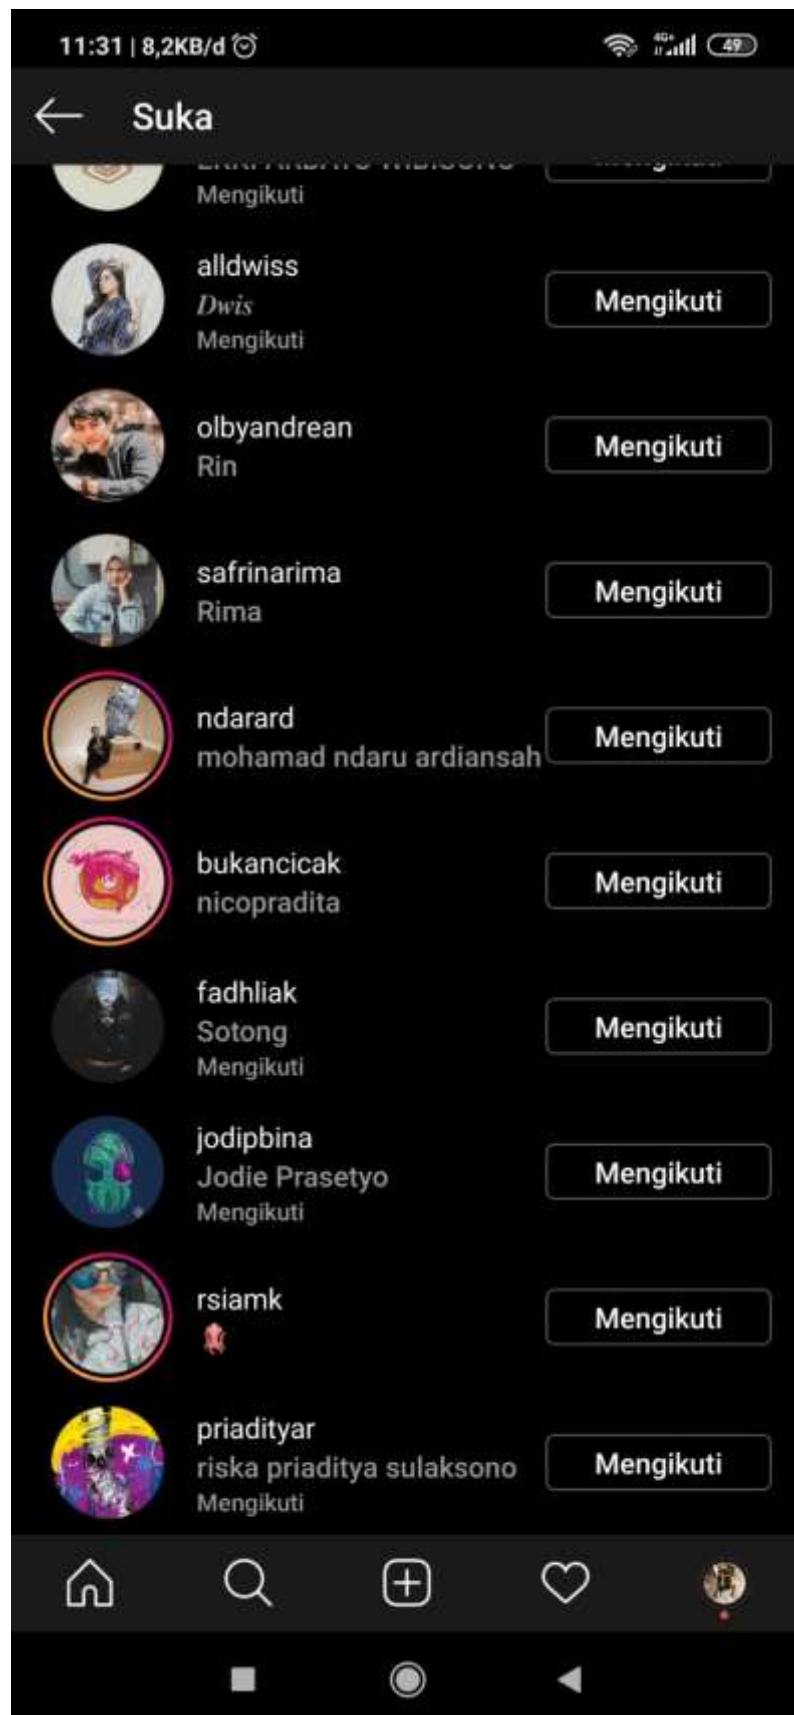 11:31 | 8,2KB/d
4G+
49
Suka
Mengikuti
alldwiss
Dwis
Mengikuti
Mengikuti
olbyandrean
Rin
Mengikuti
safrinarima
Rima
Mengikuti
ndarard
mohamad ndaru ardiansah
Mengikuti
bukancicak
nicopradita
Mengikuti
fadhliak
Sotong
Mengikuti
Mengikuti
jodipbina
Jodie Prasetyo
Mengikuti
Mengikuti
rsiamk
Mengikuti
priadityar
riska priaditya sulaksono
Mengikuti
Mengikuti